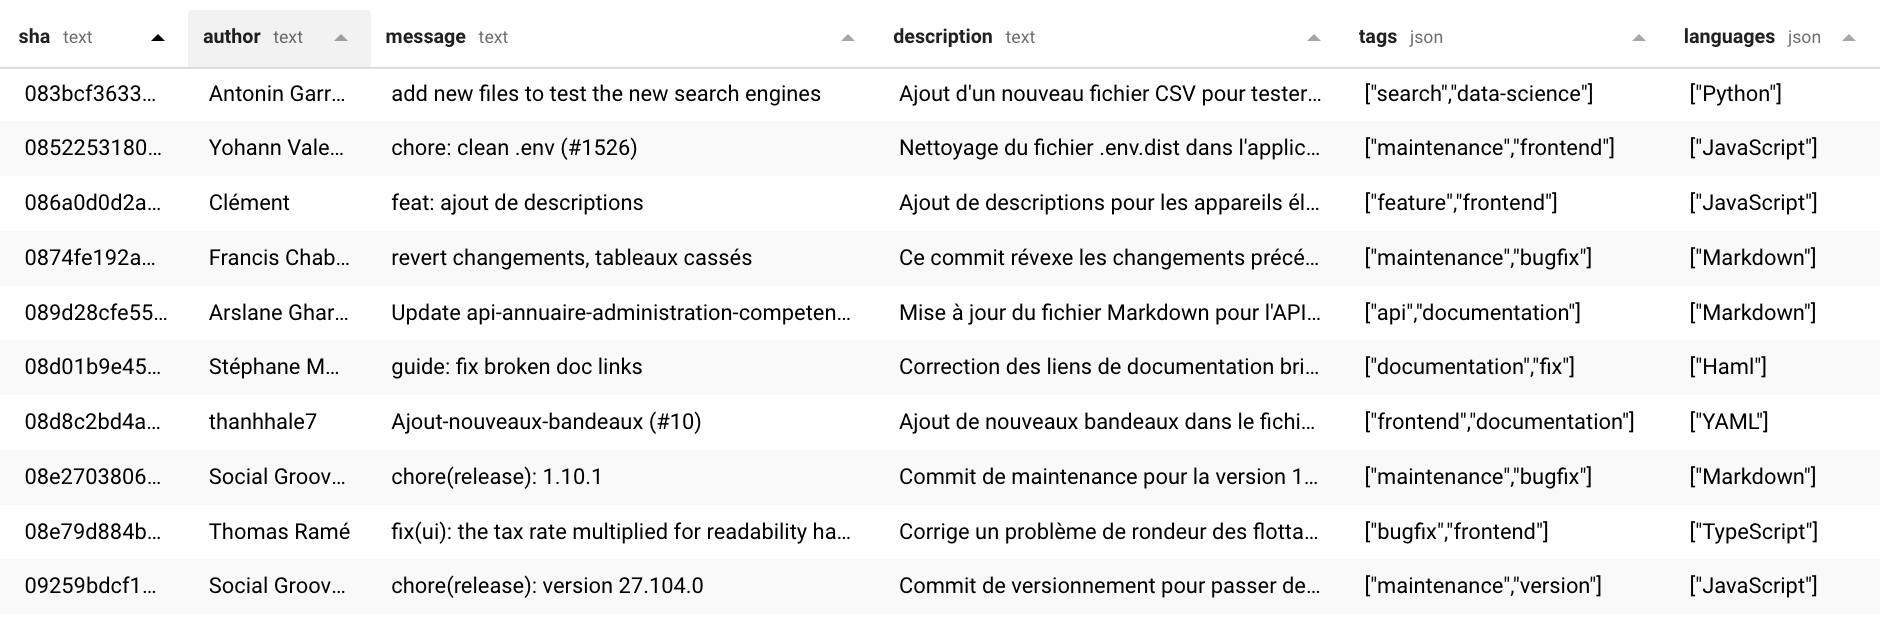 sha text author text message text description text tags json languages json
083bcf3633… Antonin Garr… add new files to test the new search engines Ajout d'un nouveau fichier CSV pour tester… ["search","data-science"] ["Python"]
0852253180… Yohann Vale… chore: clean .env (#1526) Nettoyage du fichier .env.dist dans l'applic… ["maintenance","frontend"] ["JavaScript"]
086a0d0d2a… Clément feat: ajout de descriptions Ajout de descriptions pour les appareils él… ["feature","frontend"] ["JavaScript"]
0874fe192a… Francis Chab… revert changements, tableaux cassés Ce commit révexe les changements précé… ["maintenance","bugfix"] ["Markdown"]
089d28cfe55… Arslane Ghar… Update api-annuaire-administration-competen… Mise à jour du fichier Markdown pour l'API… ["api","documentation"] ["Markdown"]
08d01b9e45… Stéphane M… guide: fix broken doc links Correction des liens de documentation bri… ["documentation","fix"] ["Haml"]
08d8c2bd4a… thanhhale7 Ajout-nouveaux-bandeaux (#10) Ajout de nouveaux bandeaux dans le fichi… ["frontend","documentation"] ["YAML"]
08e2703806… Social Groov… chore(release): 1.10.1 Commit de maintenance pour la version 1… ["maintenance","bugfix"] ["Markdown"]
08e79d884b… Thomas Ramé fix(ui): the tax rate multiplied for readability ha… Corrige un problème de rondeur des flotta… ["bugfix","frontend"] ["TypeScript"]
09259bdcf1… Social Groov… chore(release): version 27.104.0 Commit de versionnement pour passer de… ["maintenance","version"] ["JavaScript"]